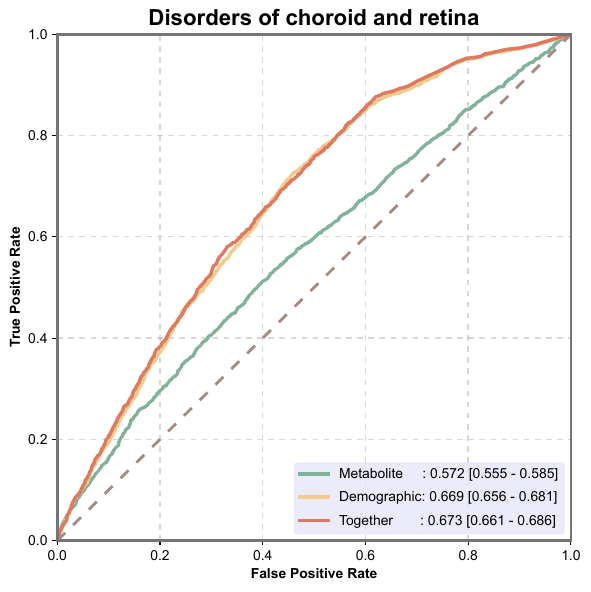 Disorders of choroid and retina
1.0
0.8
0.6
0.4
0.2
0.0
True Positive Rate
Metabolite : 0.572 [0.555 - 0.585]
Demographic: 0.669 [0.656 - 0.681]
Together : 0.673 [0.661 - 0.686]
0.0 0.2 0.4 0.6 0.8 1.0
False Positive Rate